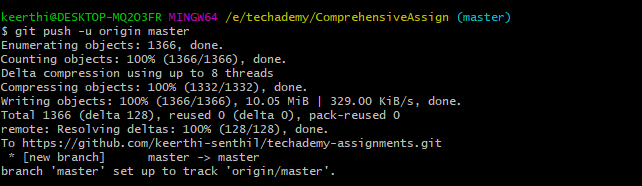 keerthi@DESKTOP-MQ2O3FR MINGW64 /e/techademy/ComprehensiveAssign (master)
$ git push -u origin master
Enumerating objects: 1366, done.
Counting objects: 100% (1366/1366), done.
Delta compression using up to 8 threads
Compressing objects: 100% (1332/1332), done.
Writing objects: 100% (1366/1366), 10.05 MiB | 329.00 KiB/s, done.
Total 1366 (delta 128), reused 0 (delta 0), pack-reused 0
remote: Resolving deltas: 100% (128/128), done.
To https://github.com/keerthi-senthil/techademy-assignments.git
 * [new branch]      master -> master
branch 'master' set up to track 'origin/master'.